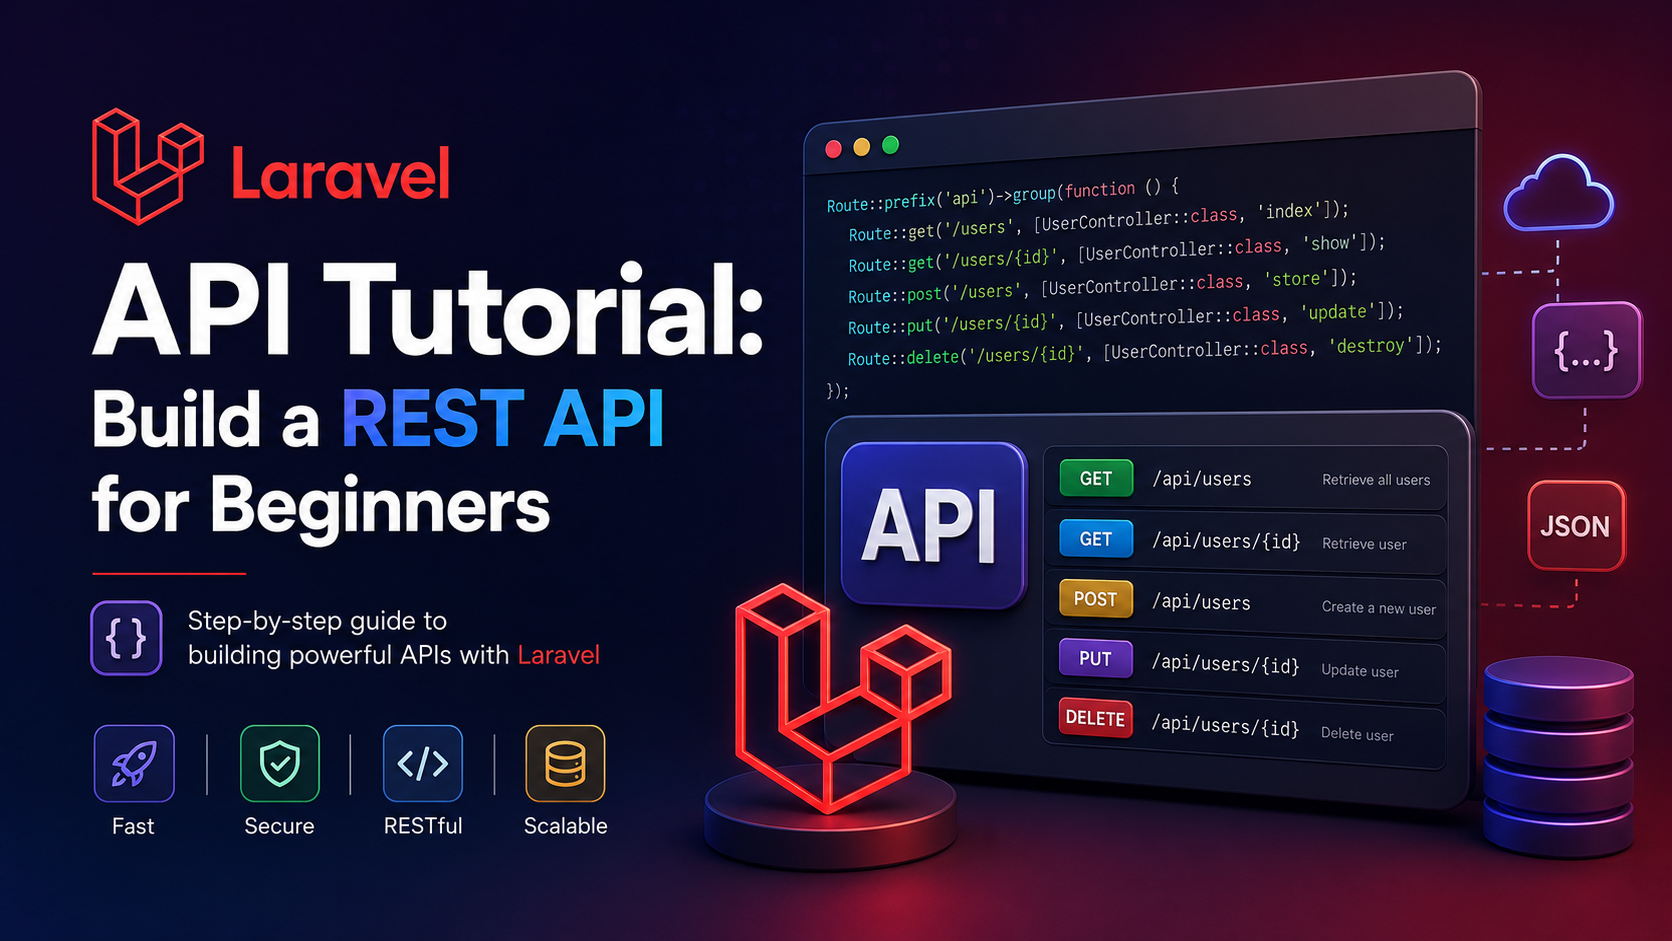 Laravel
API Tutorial:
Build a REST API
for Beginners
{ }
Step-by-step guide to
building powerful APIs with Laravel
Fast
Secure
</>
RESTful
Scalable
Route::prefix('api')->group(function () {
Route::get('/users', [UserController::class, 'index']);
Route::get('/users/{id}', [UserController::class, 'show']);
Route::post('/users', [UserController::class, 'store']);
Route::put('/users/{id}', [UserController::class, 'update']);
Route::delete('/users/{id}', [UserController::class, 'destroy']);
});
API
GET /api/users Retrieve all users
GET /api/users/{id} Retrieve user
POST /api/users Create a new user
PUT /api/users/{id} Update user
DELETE /api/users/{id} Delete user
{...}
JSON